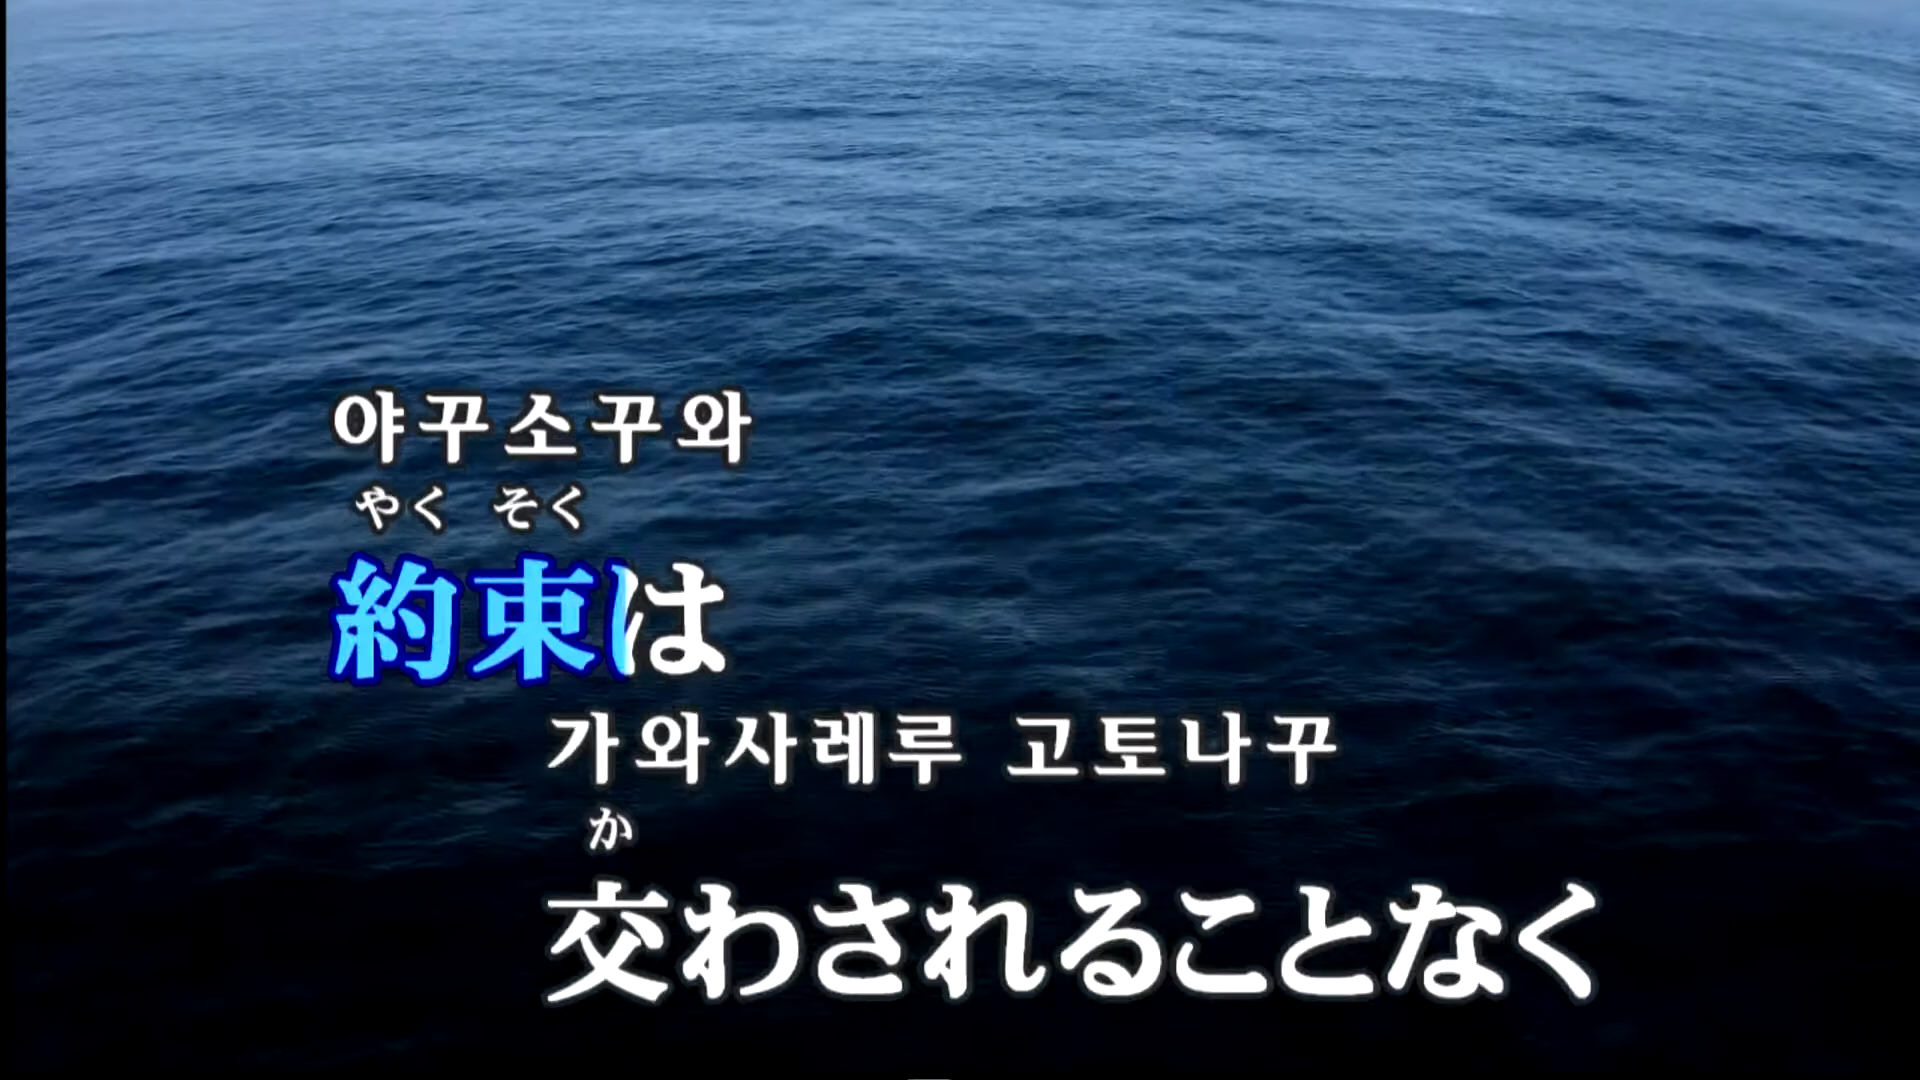 야꾸소꾸와
やく そく
約束は
가와사레루 고토나꾸
か
交わされることなく